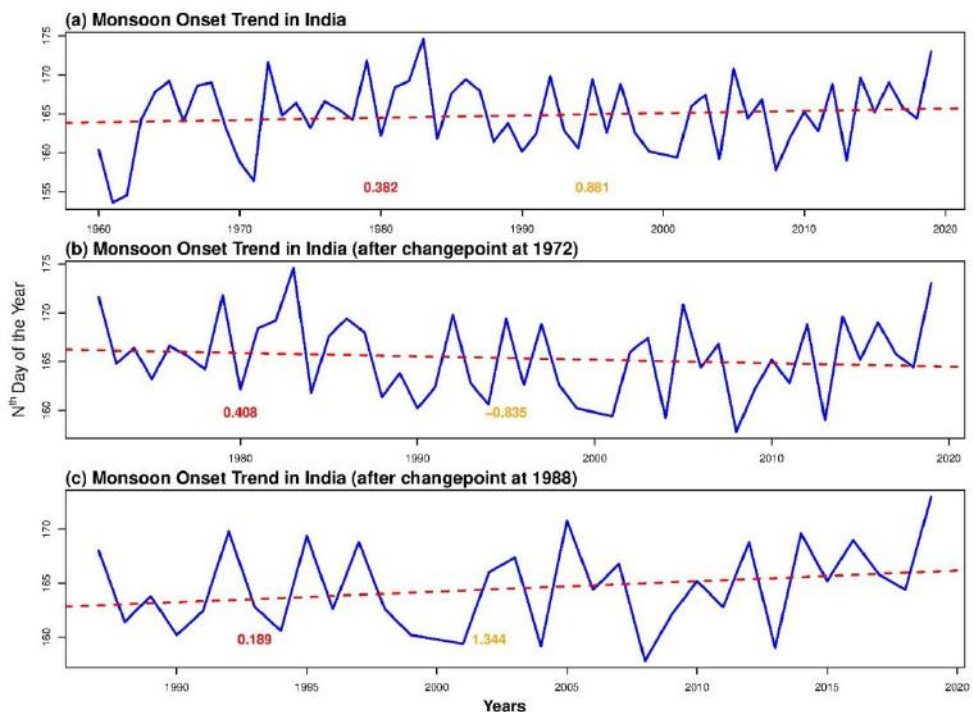 (a) Monsoon Onset Trend in India
175
170
165
160
155
0.382 0.881
1960 1970 1980 1990 2000 2010 2020
(b) Monsoon Onset Trend in India (after changepoint at 1972)
Nth Day of the Year
175
170
165
160
0.408 −0.835
1980 1990 2000 2010 2020
(c) Monsoon Onset Trend in India (after changepoint at 1988)
170
165
160
0.189 1.344
1990 1995 2000 2005 2010 2015 2020
Years